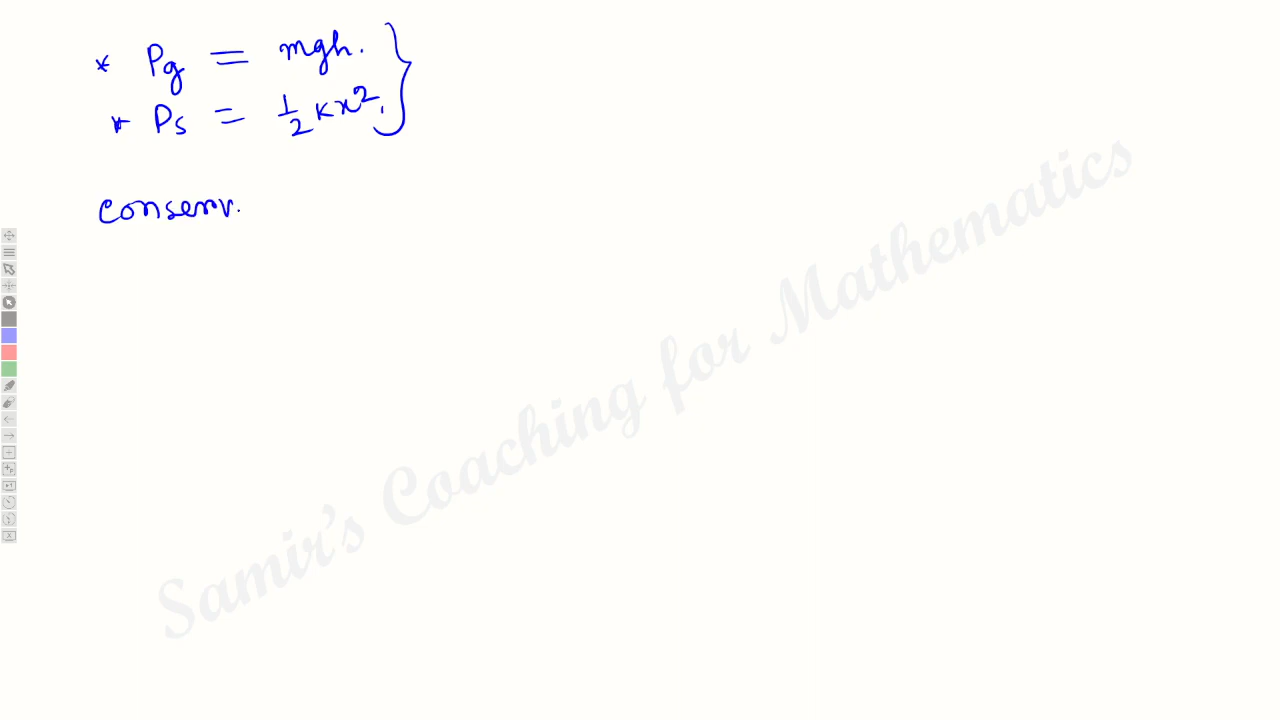 * Pg = mgh.
* Ps = 1/2 kx².
conserv.
Samir's Coaching for Mathematics